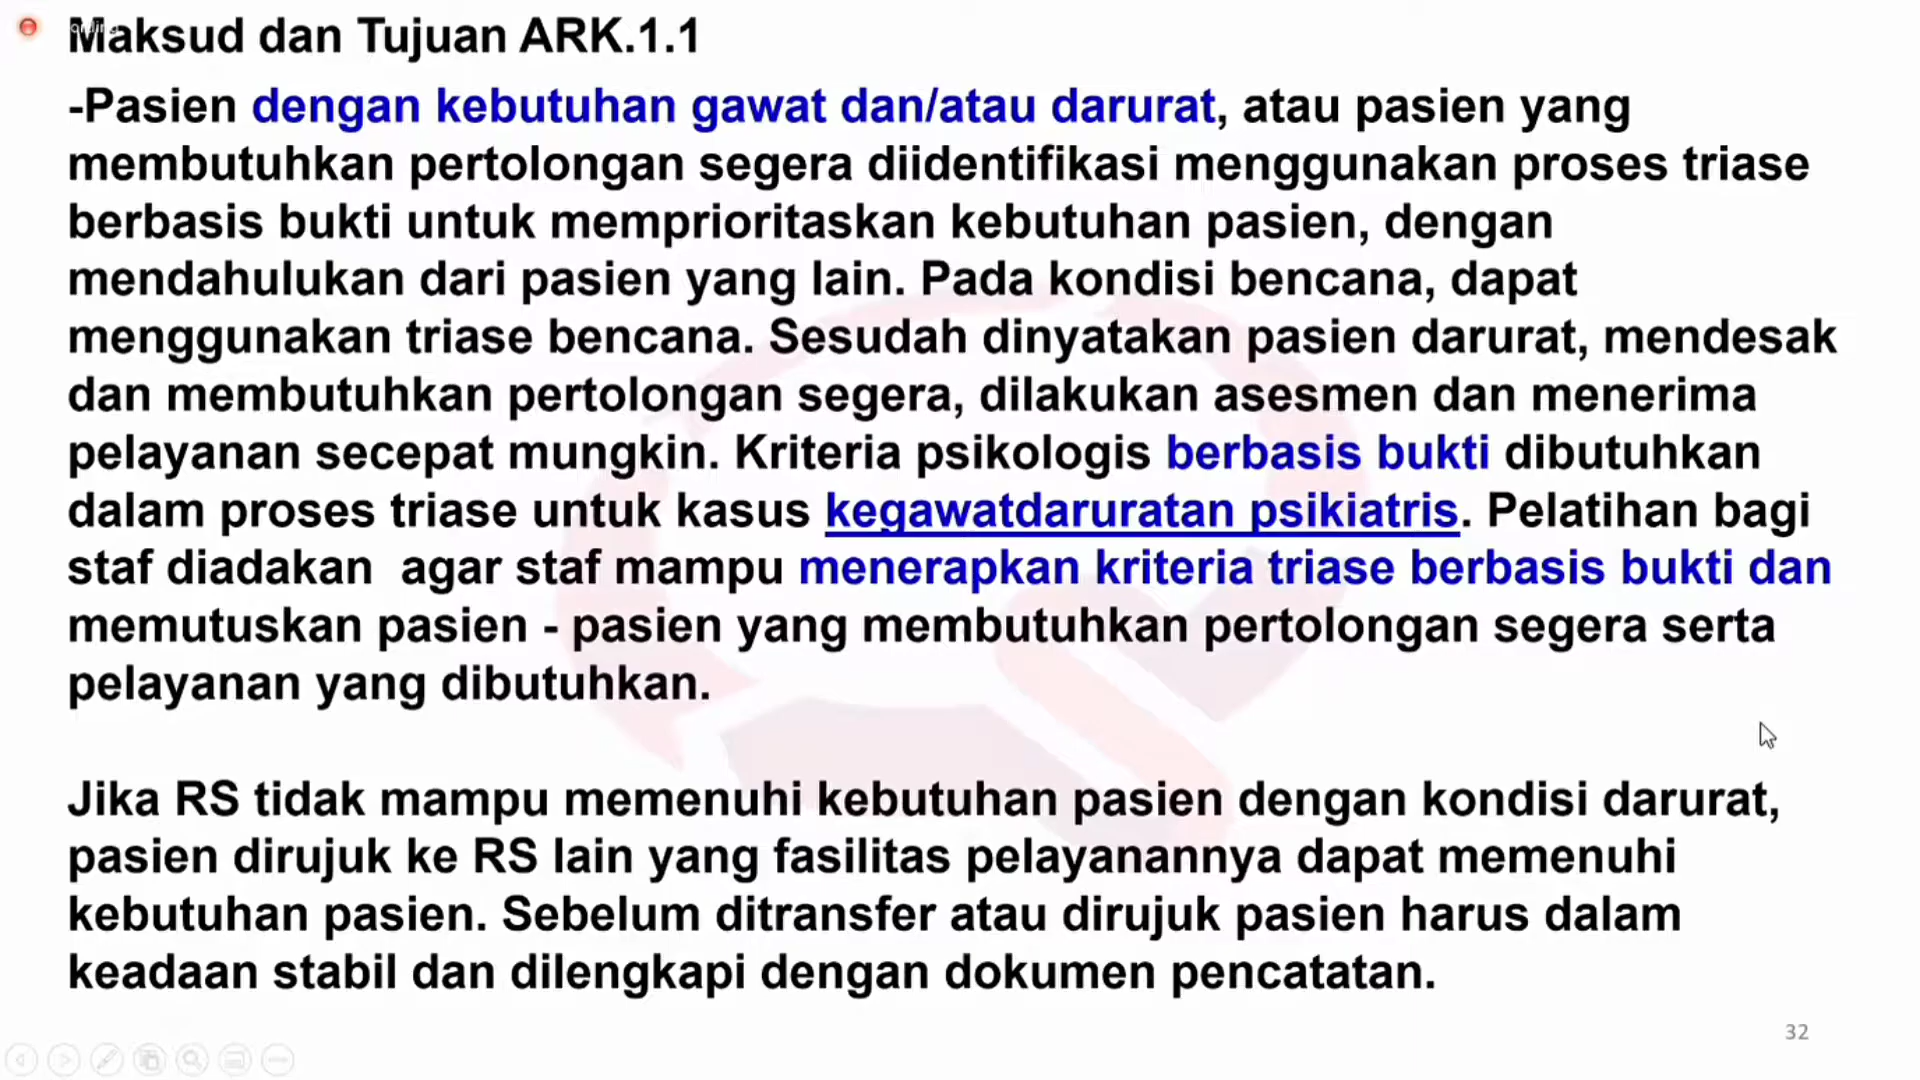 Maksud dan Tujuan ARK.1.1
-Pasien dengan kebutuhan gawat dan/atau darurat, atau pasien yang
membutuhkan pertolongan segera diidentifikasi menggunakan proses triase
berbasis bukti untuk memprioritaskan kebutuhan pasien, dengan
mendahulukan dari pasien yang lain. Pada kondisi bencana, dapat
menggunakan triase bencana. Sesudah dinyatakan pasien darurat, mendesak
dan membutuhkan pertolongan segera, dilakukan asesmen dan menerima
pelayanan secepat mungkin. Kriteria psikologis berbasis bukti dibutuhkan
dalam proses triase untuk kasus kegawatdaruratan psikiatris. Pelatihan bagi
staf diadakan  agar staf mampu menerapkan kriteria triase berbasis bukti dan
memutuskan pasien - pasien yang membutuhkan pertolongan segera serta
pelayanan yang dibutuhkan.
Jika RS tidak mampu memenuhi kebutuhan pasien dengan kondisi darurat,
pasien dirujuk ke RS lain yang fasilitas pelayanannya dapat memenuhi
kebutuhan pasien. Sebelum ditransfer atau dirujuk pasien harus dalam
keadaan stabil dan dilengkapi dengan dokumen pencatatan.
32